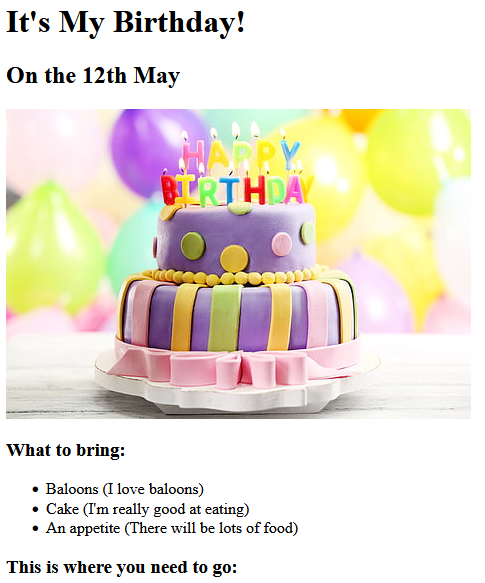 It's My Birthday!
On the 12th May
HAPPY
BIRTHDAY
What to bring:
Baloons (I love baloons)
Cake (I'm really good at eating)
An appetite (There will be lots of food)
This is where you need to go: